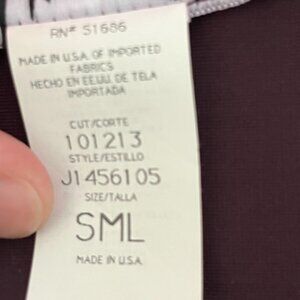 RN# 51686
MADE IN U.S.A. OF IMPORTED
FABRICS
HECHO EN EE.UU. DE TELA
IMPORTADA
CUT/CORTE
101213
STYLE/ESTILLO
J1456105
SIZE/TALLA
SML
MADE IN U.S.A.